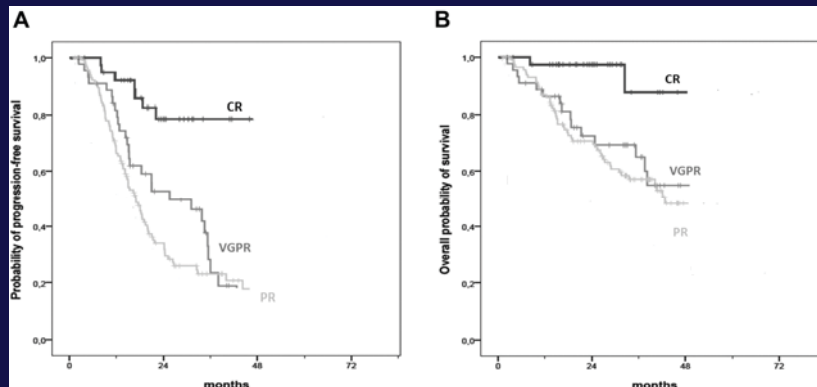 A
Probability of progression-free survival
1,0
0,8
0,6
0,4
0,2
0,0
CR
VGPR
PR
0
24
48
72
months
B
Overall probability of survival
1,0
0,8
0,6
0,4
0,2
0,0
CR
VGPR
PR
0
24
48
72
months